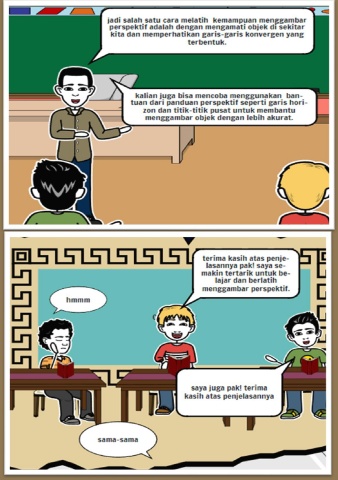 jadi salah satu cara melatih kemampuan menggambar
perspektif adalah dengan mengamati objek di sekitar
kita dan memperhatikan garis-garis konvergen yang
terbentuk.
kalian juga bisa mencoba menggunakan ban-
tuan dari panduan perspektif seperti garis hori-
zon dan titik-titik pusat untuk membantu
menggambar objek dengan lebih akurat.
terima kasih atas penje-
lasannya pak! saya se-
makin tertarik untuk be-
lajar dan berlatih
menggambar perspektif.
hmmm
saya juga pak! terima
kasih atas penjelasannya
sama-sama